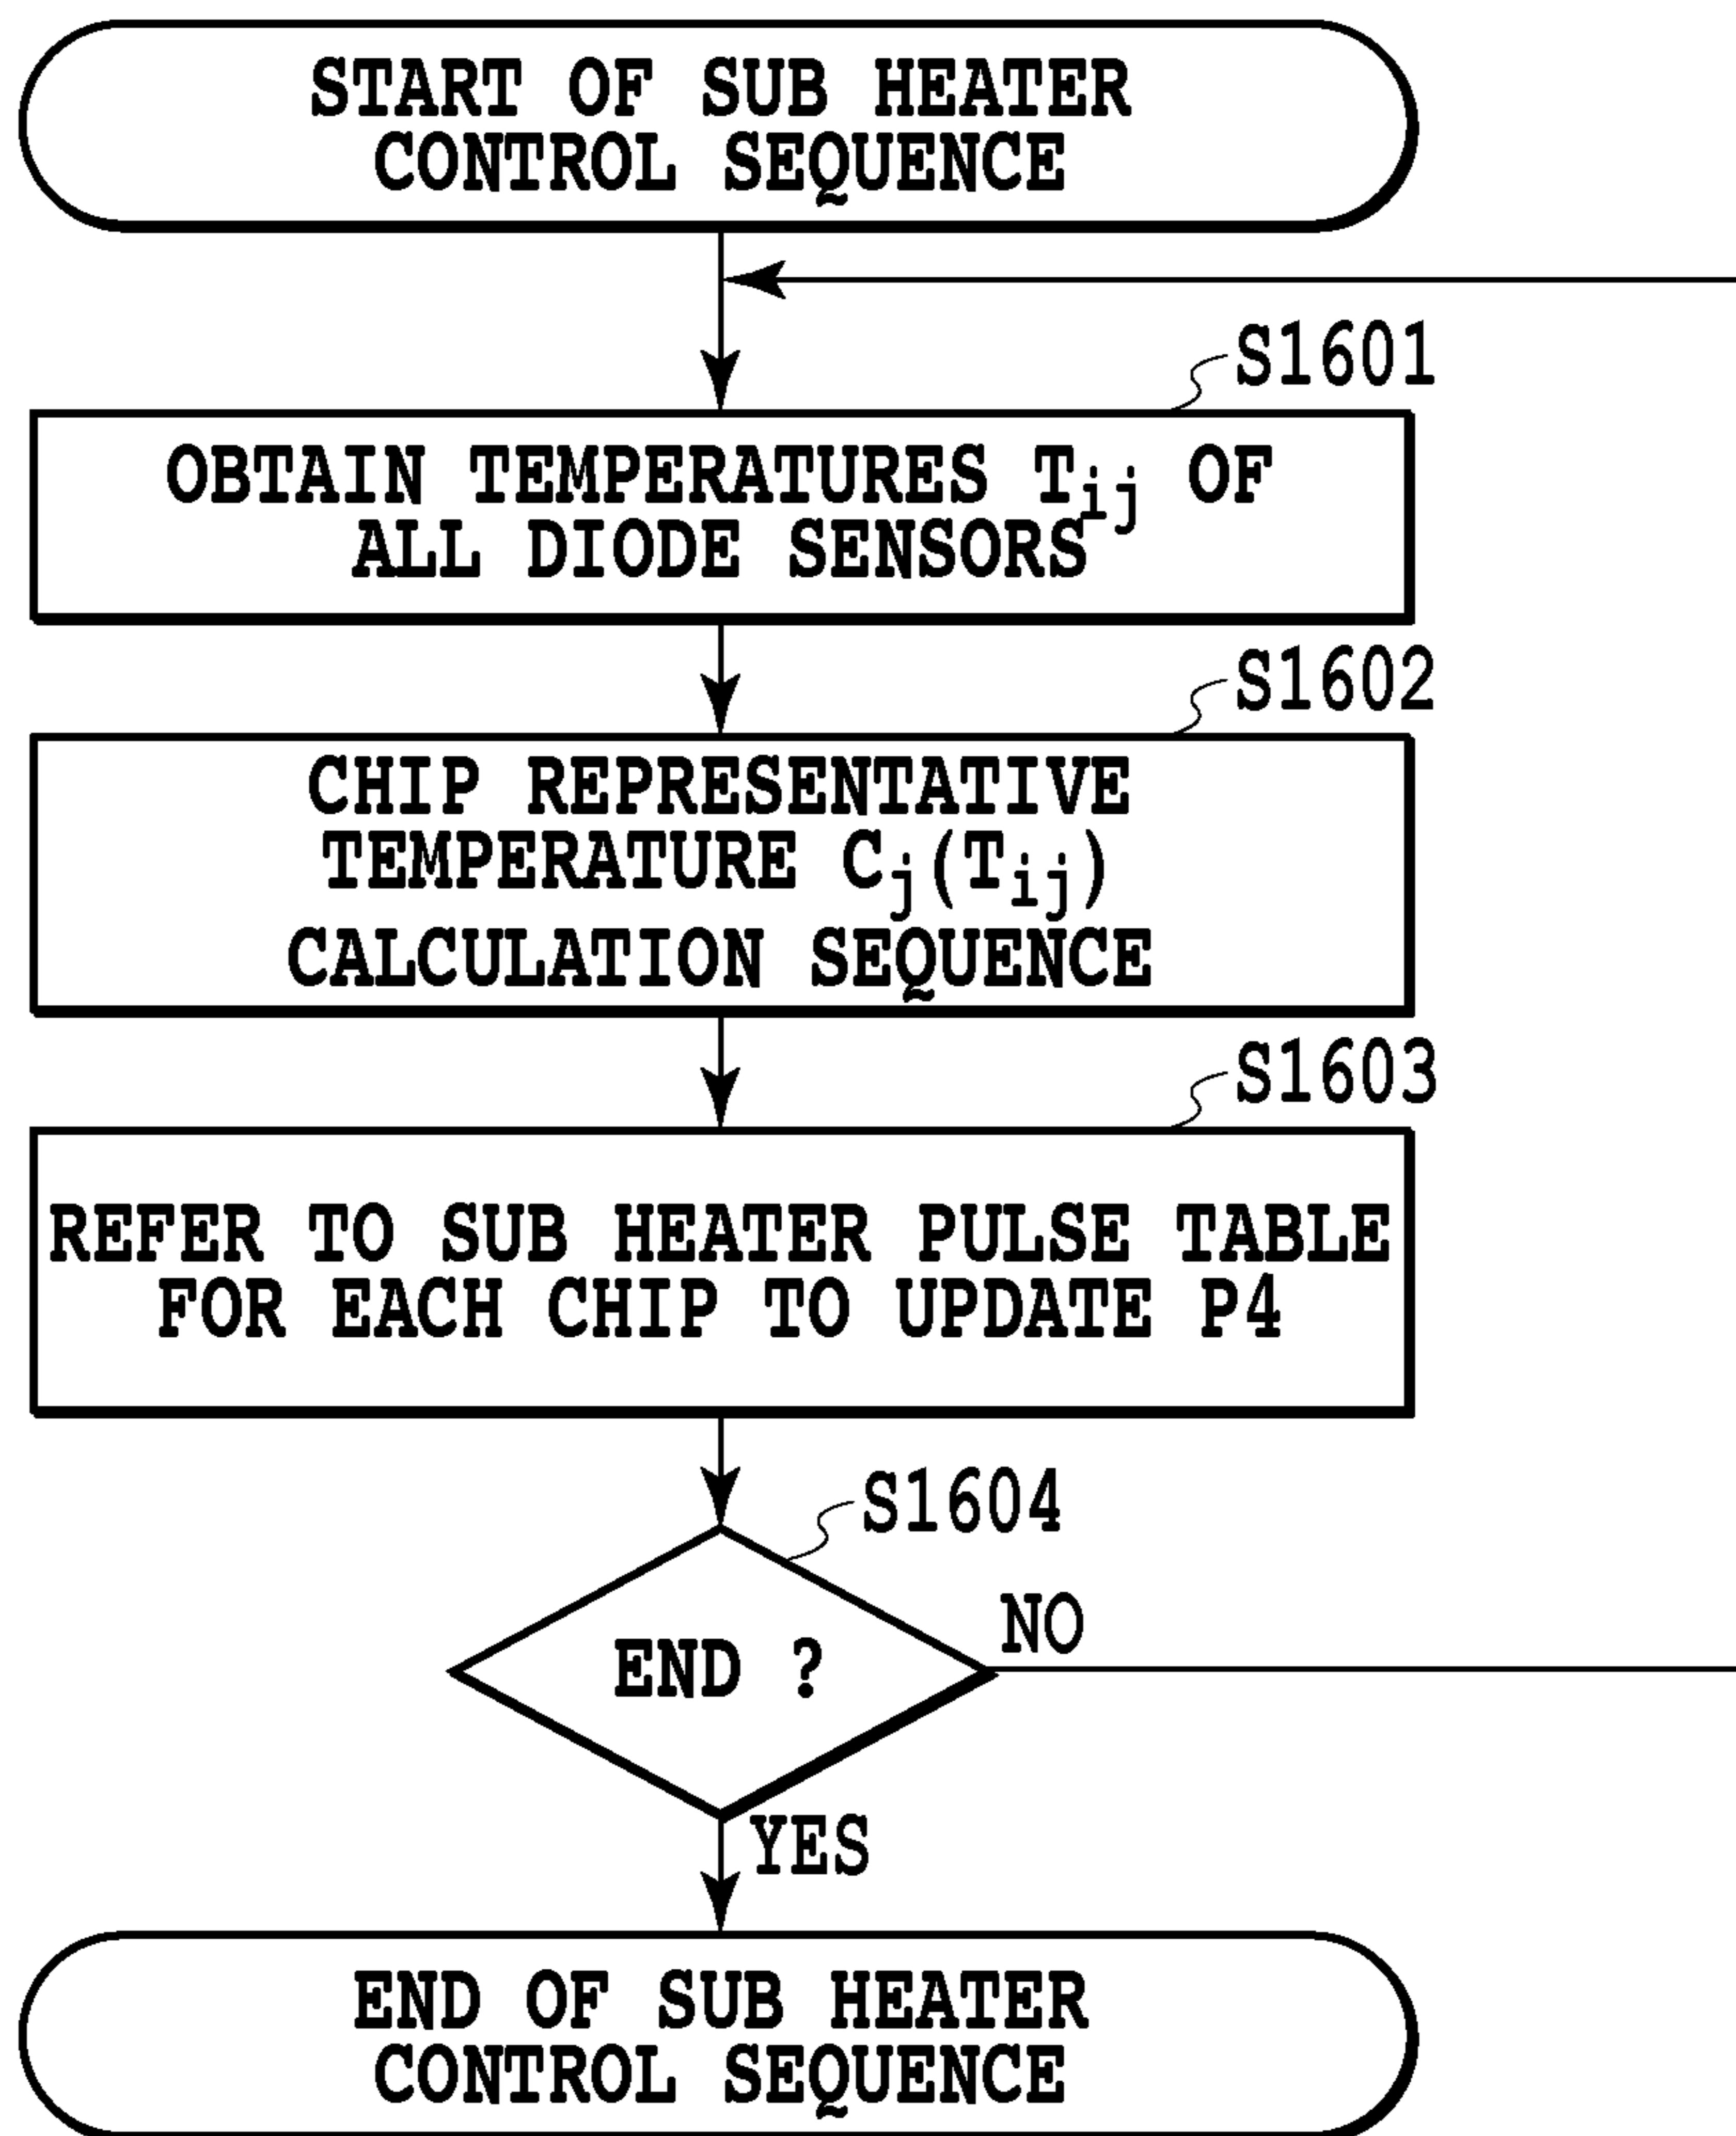 START OF SUB HEATER
CONTROL SEQUENCE
S1601
OBTAIN TEMPERATURES Tij OF
ALL DIODE SENSORS
S1602
CHIP REPRESENTATIVE
TEMPERATURE Cj(Tij)
CALCULATION SEQUENCE
S1603
REFER TO SUB HEATER PULSE TABLE
FOR EACH CHIP TO UPDATE P4
S1604
END ?
NO
YES
END OF SUB HEATER
CONTROL SEQUENCE